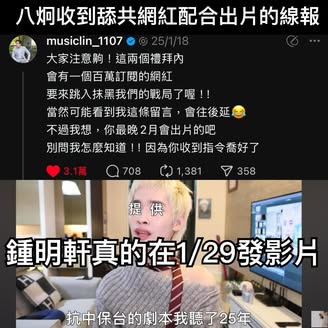 八炯收到舔共網紅配合出片的線報
musiclin_1107 25/1/18
大家注意齁！這兩個禮拜內
會有一個百萬訂閱的網紅
要來跳入抹黑我們的戰局了喔！！
當然可能看到我這條留言，會往後延😂
不過我想，你最晚2月會出片的吧
別問我怎麼知道！！因為你收到指令喬好了
3.1萬 708 1,281 358
提 供
鍾明軒真的在1/29發影片
抗中保台的劇本我聽了25年